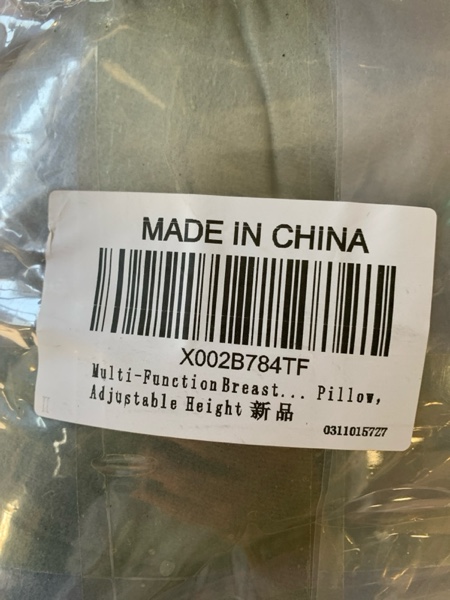 MADE IN CHINA
X002B784TF
Multi-Function Breast... Pillow,
Adjustable Height 新品
0311015727